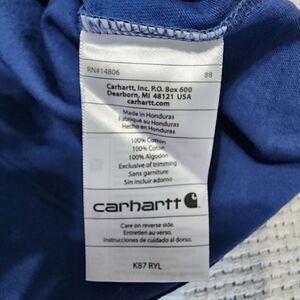 RN#14806 88
Carhartt, Inc. P.O. Box 600
Dearborn, MI 48121 USA
carhartt.com
Made in Honduras
Fabriqué au Honduras
Hecho en Honduras
100% Cotton
100% Coton
100% Algodon
Exclusive of trimming
Sans garniture
Sin incluir adorno
carhartt
Care on reverse side.
Entretien au verso.
Instrucciones de cuidado al dorso.
K87 RYL